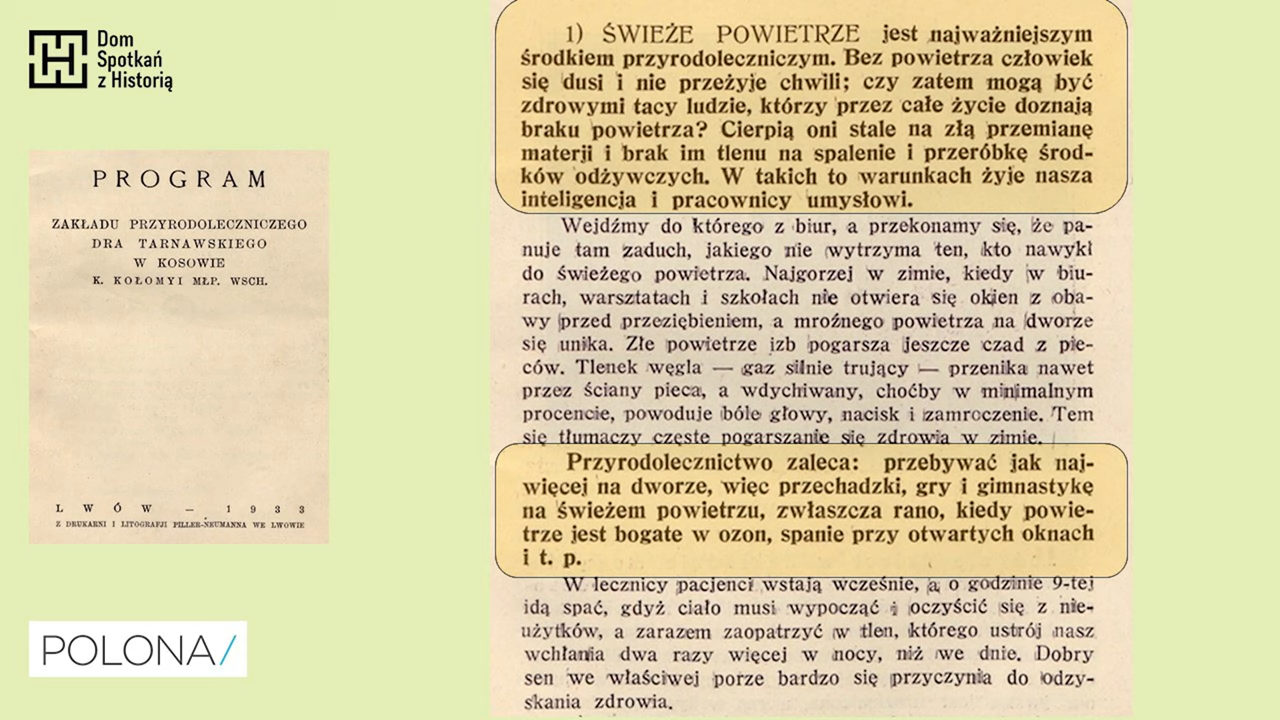 Dom
Spotkań
z Historią
PROGRAM
ZAKŁADU PRZYRODOLECZNICZEGO
DRA TARNAWSKIEGO
W KOSOWIE
K. KOŁOMYI MŁP. WSCH.
LWÓW — 1933
Z DRUKARNI I LITOGRAFJI PILLER-NEUMANNA WE LWOWIE
POLONA/
1) ŚWIEŻE POWIETRZE jest najważniejszym
środkiem przyrodoleczniczym. Bez powietrza człowiek
się dusi i nie przeżyje chwili; czy zatem mogą być
zdrowymi tacy ludzie, którzy przez całe życie doznają
braku powietrza? Cierpią oni stale na złą przemianę
materji i brak im tlenu na spalenie i przeróbkę środ-
ków odżywczych. W takich to warunkach żyje nasza
inteligencja i pracownicy umysłowi.
Wejdźmy do którego z biur, a przekonamy się, że pa-
nuje tam zaduch, jakiego nie wytrzyma ten, kto nawykł
do świeżego powietrza. Najgorzej w zimie, kiedy w biu-
rach, warsztatach i szkołach nie otwiera się okien z oba-
wy przed przeziębieniem, a mroźnego powietrza na dworze
się unika. Złe powietrze izb pogarsza jeszcze czad z pie-
ców. Tlenek węgla — gaz silnie trujący — przenika nawet
przez ściany pieca, a wdychiwany, choćby w minimalnym
procencie, powoduje bóle głowy, nacisk i zamroczenie. Tem
się tłumaczy częste pogarszanie się zdrowia w zimie.
Przyrodolecznictwo zaleca: przebywać jak naj-
więcej na dworze, więc przechadzki, gry i gimnastykę
na świeżem powietrzu, zwłaszcza rano, kiedy powie-
trze jest bogate w ozon, spanie przy otwartych oknach
i t. p.
W lecznicy pacjenci wstają wcześnie, a o godzinie 9-tej
idą spać, gdyż ciało musi wypocząć i oczyścić się z nie-
użytków, a zarazem zaopatrzyć w tlen, którego ustrój nasz
wchłania dwa razy więcej w nocy, niż we dnie. Dobry
sen we właściwej porze bardzo się przyczynia do odzy-
skania zdrowia.